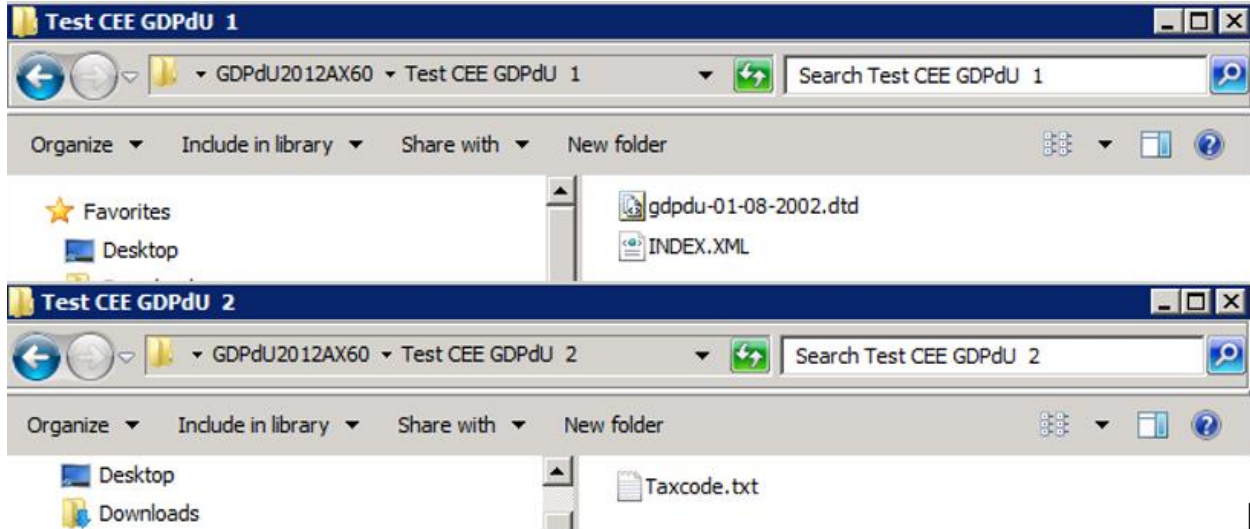 Test CEE GDPdU 1
GDPdU2012AX60 Test CEE GDPdU 1 Search Test CEE GDPdU 1
Organize Include in library Share with New folder
Favorites
Desktop
gdpdu-01-08-2002.dtd
INDEX.XML
Test CEE GDPdU 2
GDPdU2012AX60 Test CEE GDPdU 2 Search Test CEE GDPdU 2
Organize Include in library Share with New folder
Desktop
Downloads
Taxcode.txt